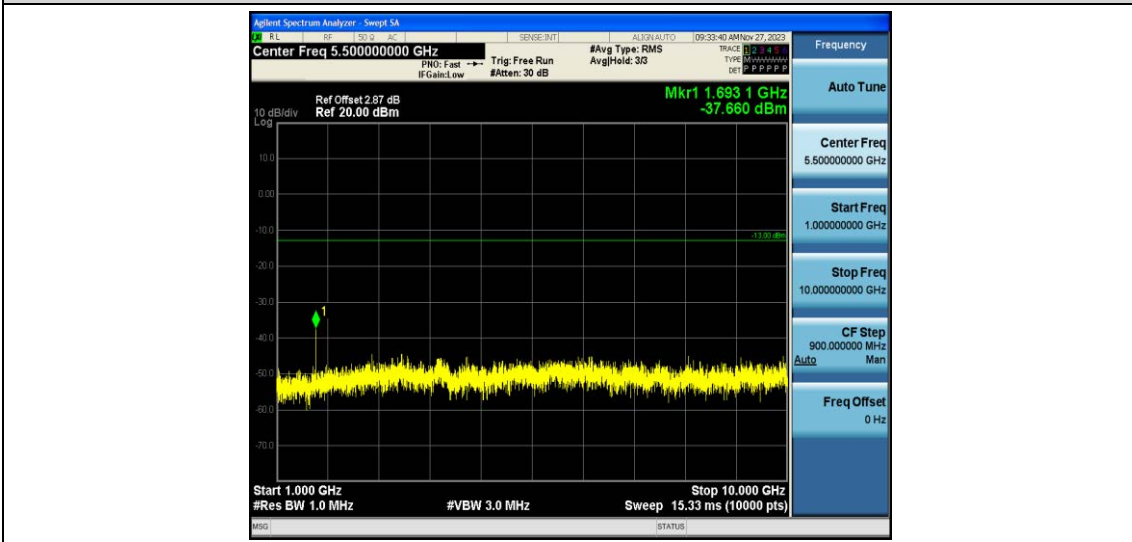 Agilent Spectrum Analyzer - Swept SA
RL RF 50 Ω AC SENSE:INT ALIGN AUTO 09:33:40 AM Nov 27, 2023
Center Freq 5.500000000 GHz
PNO: Fast
IFGain:Low
Trig: Free Run
#Atten: 30 dB
#Avg Type: RMS
Avg|Hold: 3/3
TRACE 1 2 3 4 5 6
TYPE M
DET P P P P P P
Mkr1 1.693 1 GHz
-37.660 dBm
Ref Offset 2.87 dB
Ref 20.00 dBm
10 dB/div
Log
10.0
0.00
-10.0
-13.00 dBm
-20.0
-30.0
1
-40.0
-50.0
-60.0
-70.0
Start 1.000 GHz
Stop 10.000 GHz
#Res BW 1.0 MHz
#VBW 3.0 MHz
Sweep 15.33 ms (10000 pts)
MSG
STATUS
Frequency
Auto Tune
Center Freq
5.500000000 GHz
Start Freq
1.000000000 GHz
Stop Freq
10.000000000 GHz
CF Step
900.000000 MHz
Auto Man
Freq Offset
0 Hz